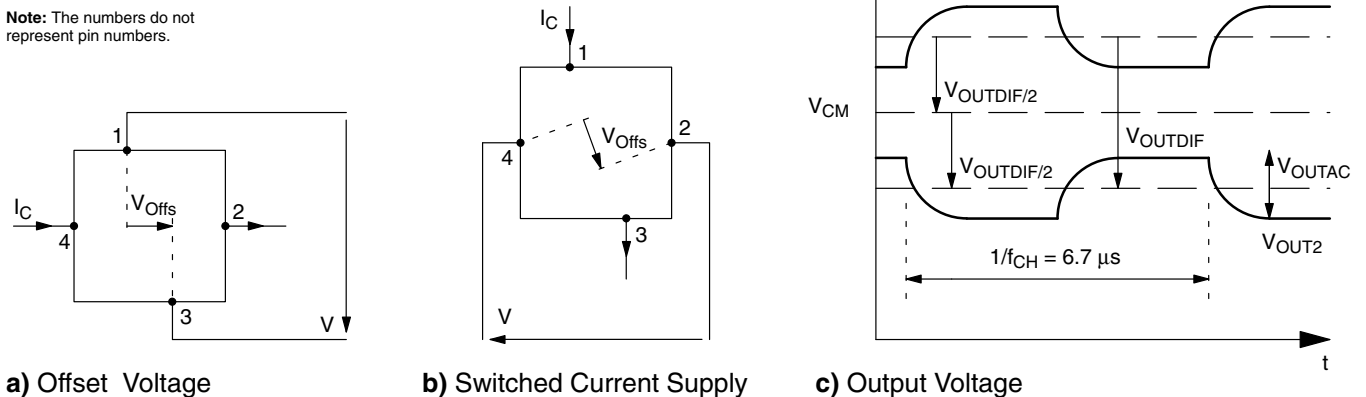 Note: The numbers do not
represent pin numbers.
1
I_C
4
V_Offs
2
3
V
a) Offset Voltage
I_C
1
4
V_Offs
2
3
V
b) Switched Current Supply
V_CM
V_OUTDIF/2
V_OUTDIF/2
V_OUTDIF
V_OUTAC
V_OUT2
1/f_CH = 6.7 μs
t
c) Output Voltage